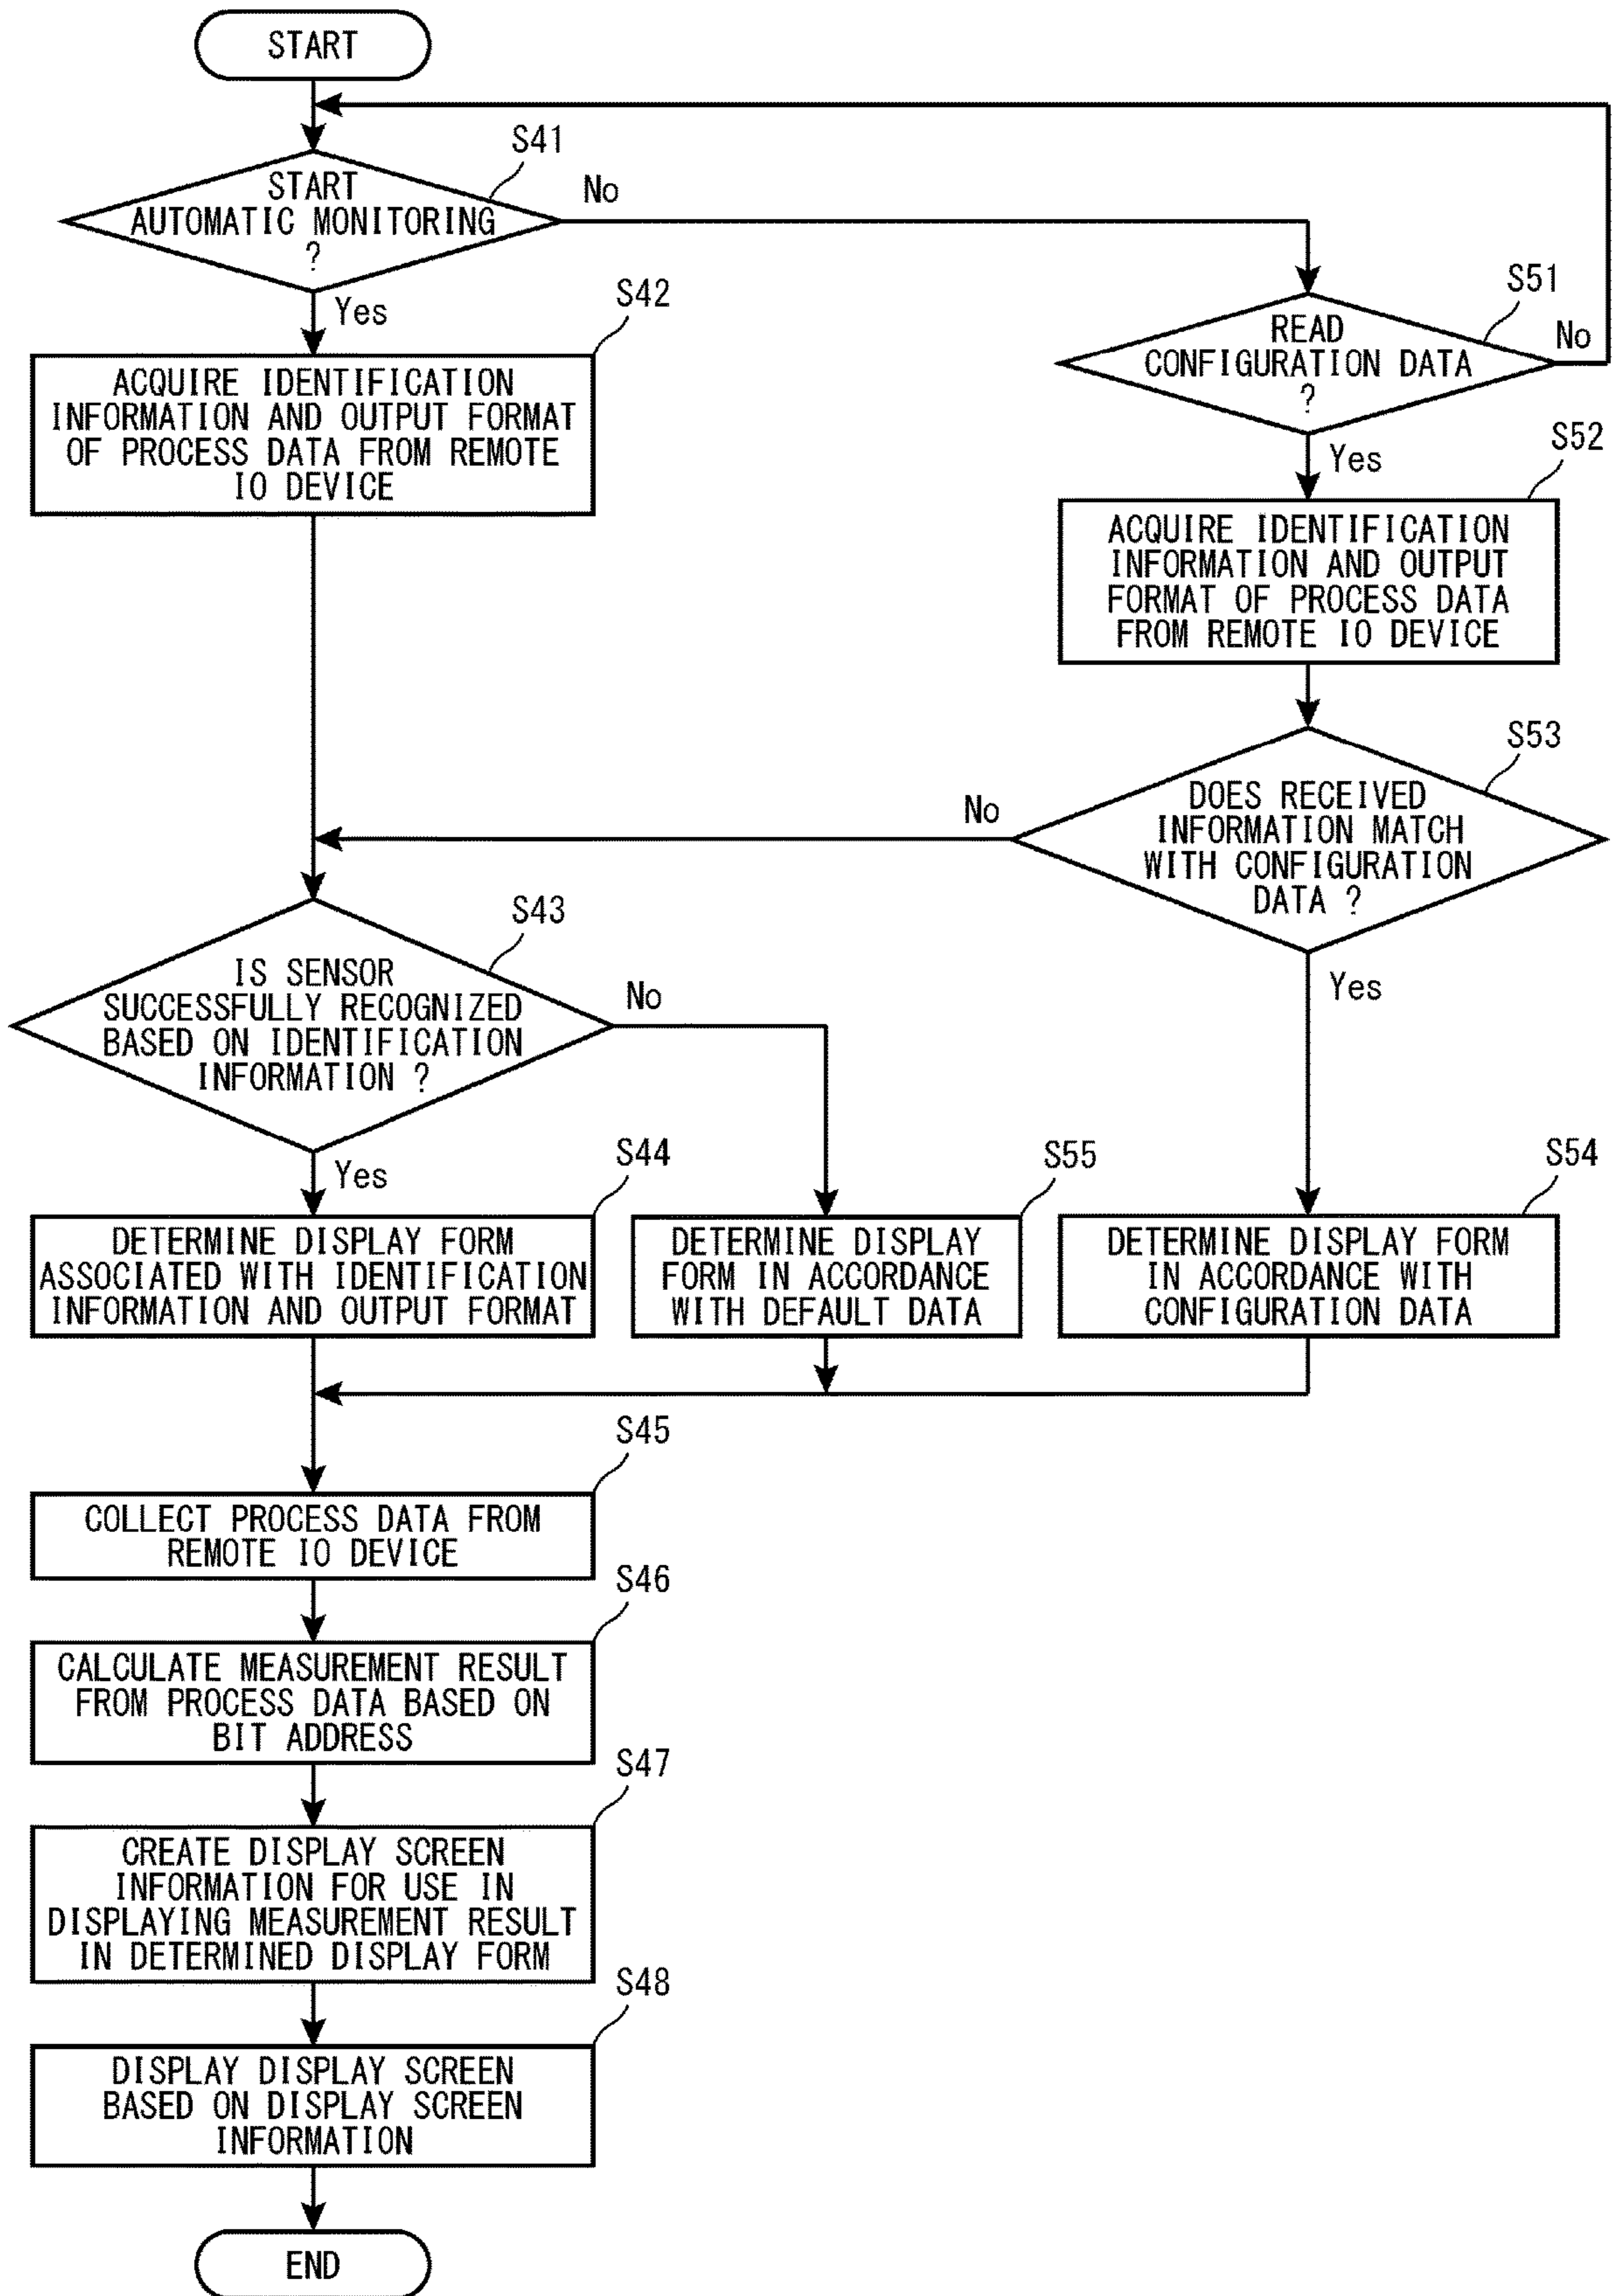 START
S41
START
AUTOMATIC MONITORING
?
No
Yes
S42
ACQUIRE IDENTIFICATION
INFORMATION AND OUTPUT FORMAT
OF PROCESS DATA FROM REMOTE
IO DEVICE
S51
READ
CONFIGURATION DATA
?
No
Yes
S52
ACQUIRE IDENTIFICATION
INFORMATION AND OUTPUT
FORMAT OF PROCESS DATA
FROM REMOTE IO DEVICE
S53
DOES RECEIVED
INFORMATION MATCH
WITH CONFIGURATION
DATA ?
No
Yes
S43
IS SENSOR
SUCCESSFULLY RECOGNIZED
BASED ON IDENTIFICATION
INFORMATION ?
No
Yes
S44
DETERMINE DISPLAY FORM
ASSOCIATED WITH IDENTIFICATION
INFORMATION AND OUTPUT FORMAT
S55
DETERMINE DISPLAY
FORM IN ACCORDANCE
WITH DEFAULT DATA
S54
DETERMINE DISPLAY FORM
IN ACCORDANCE WITH
CONFIGURATION DATA
S45
COLLECT PROCESS DATA FROM
REMOTE IO DEVICE
S46
CALCULATE MEASUREMENT RESULT
FROM PROCESS DATA BASED ON
BIT ADDRESS
S47
CREATE DISPLAY SCREEN
INFORMATION FOR USE IN
DISPLAYING MEASUREMENT RESULT
IN DETERMINED DISPLAY FORM
S48
DISPLAY DISPLAY SCREEN
BASED ON DISPLAY SCREEN
INFORMATION
END